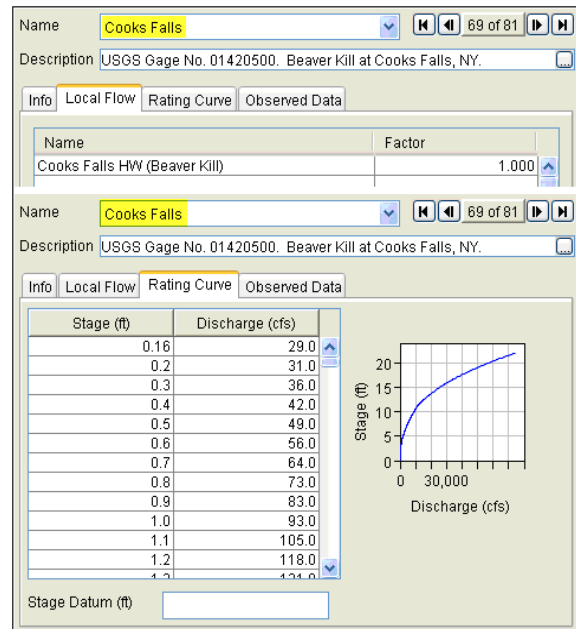 Name Cooks Falls 69 of 81
Description USGS Gage No. 01420500. Beaver Kill at Cooks Falls, NY. ...
Info Local Flow Rating Curve Observed Data
Name Factor
Cooks Falls HW (Beaver Kill) 1.000
Name Cooks Falls 69 of 81
Description USGS Gage No. 01420500. Beaver Kill at Cooks Falls, NY. ...
Info Local Flow Rating Curve Observed Data
Stage (ft) Discharge (cfs)
0.16 29.0
0.2 31.0
0.3 36.0
0.4 42.0
0.5 49.0
0.6 56.0
0.7 64.0
0.8 73.0
0.9 83.0
1.0 93.0
1.1 105.0
1.2 118.0
Stage (ft)
20
15
10
5
0
0 30,000
Discharge (cfs)
Stage Datum (ft)